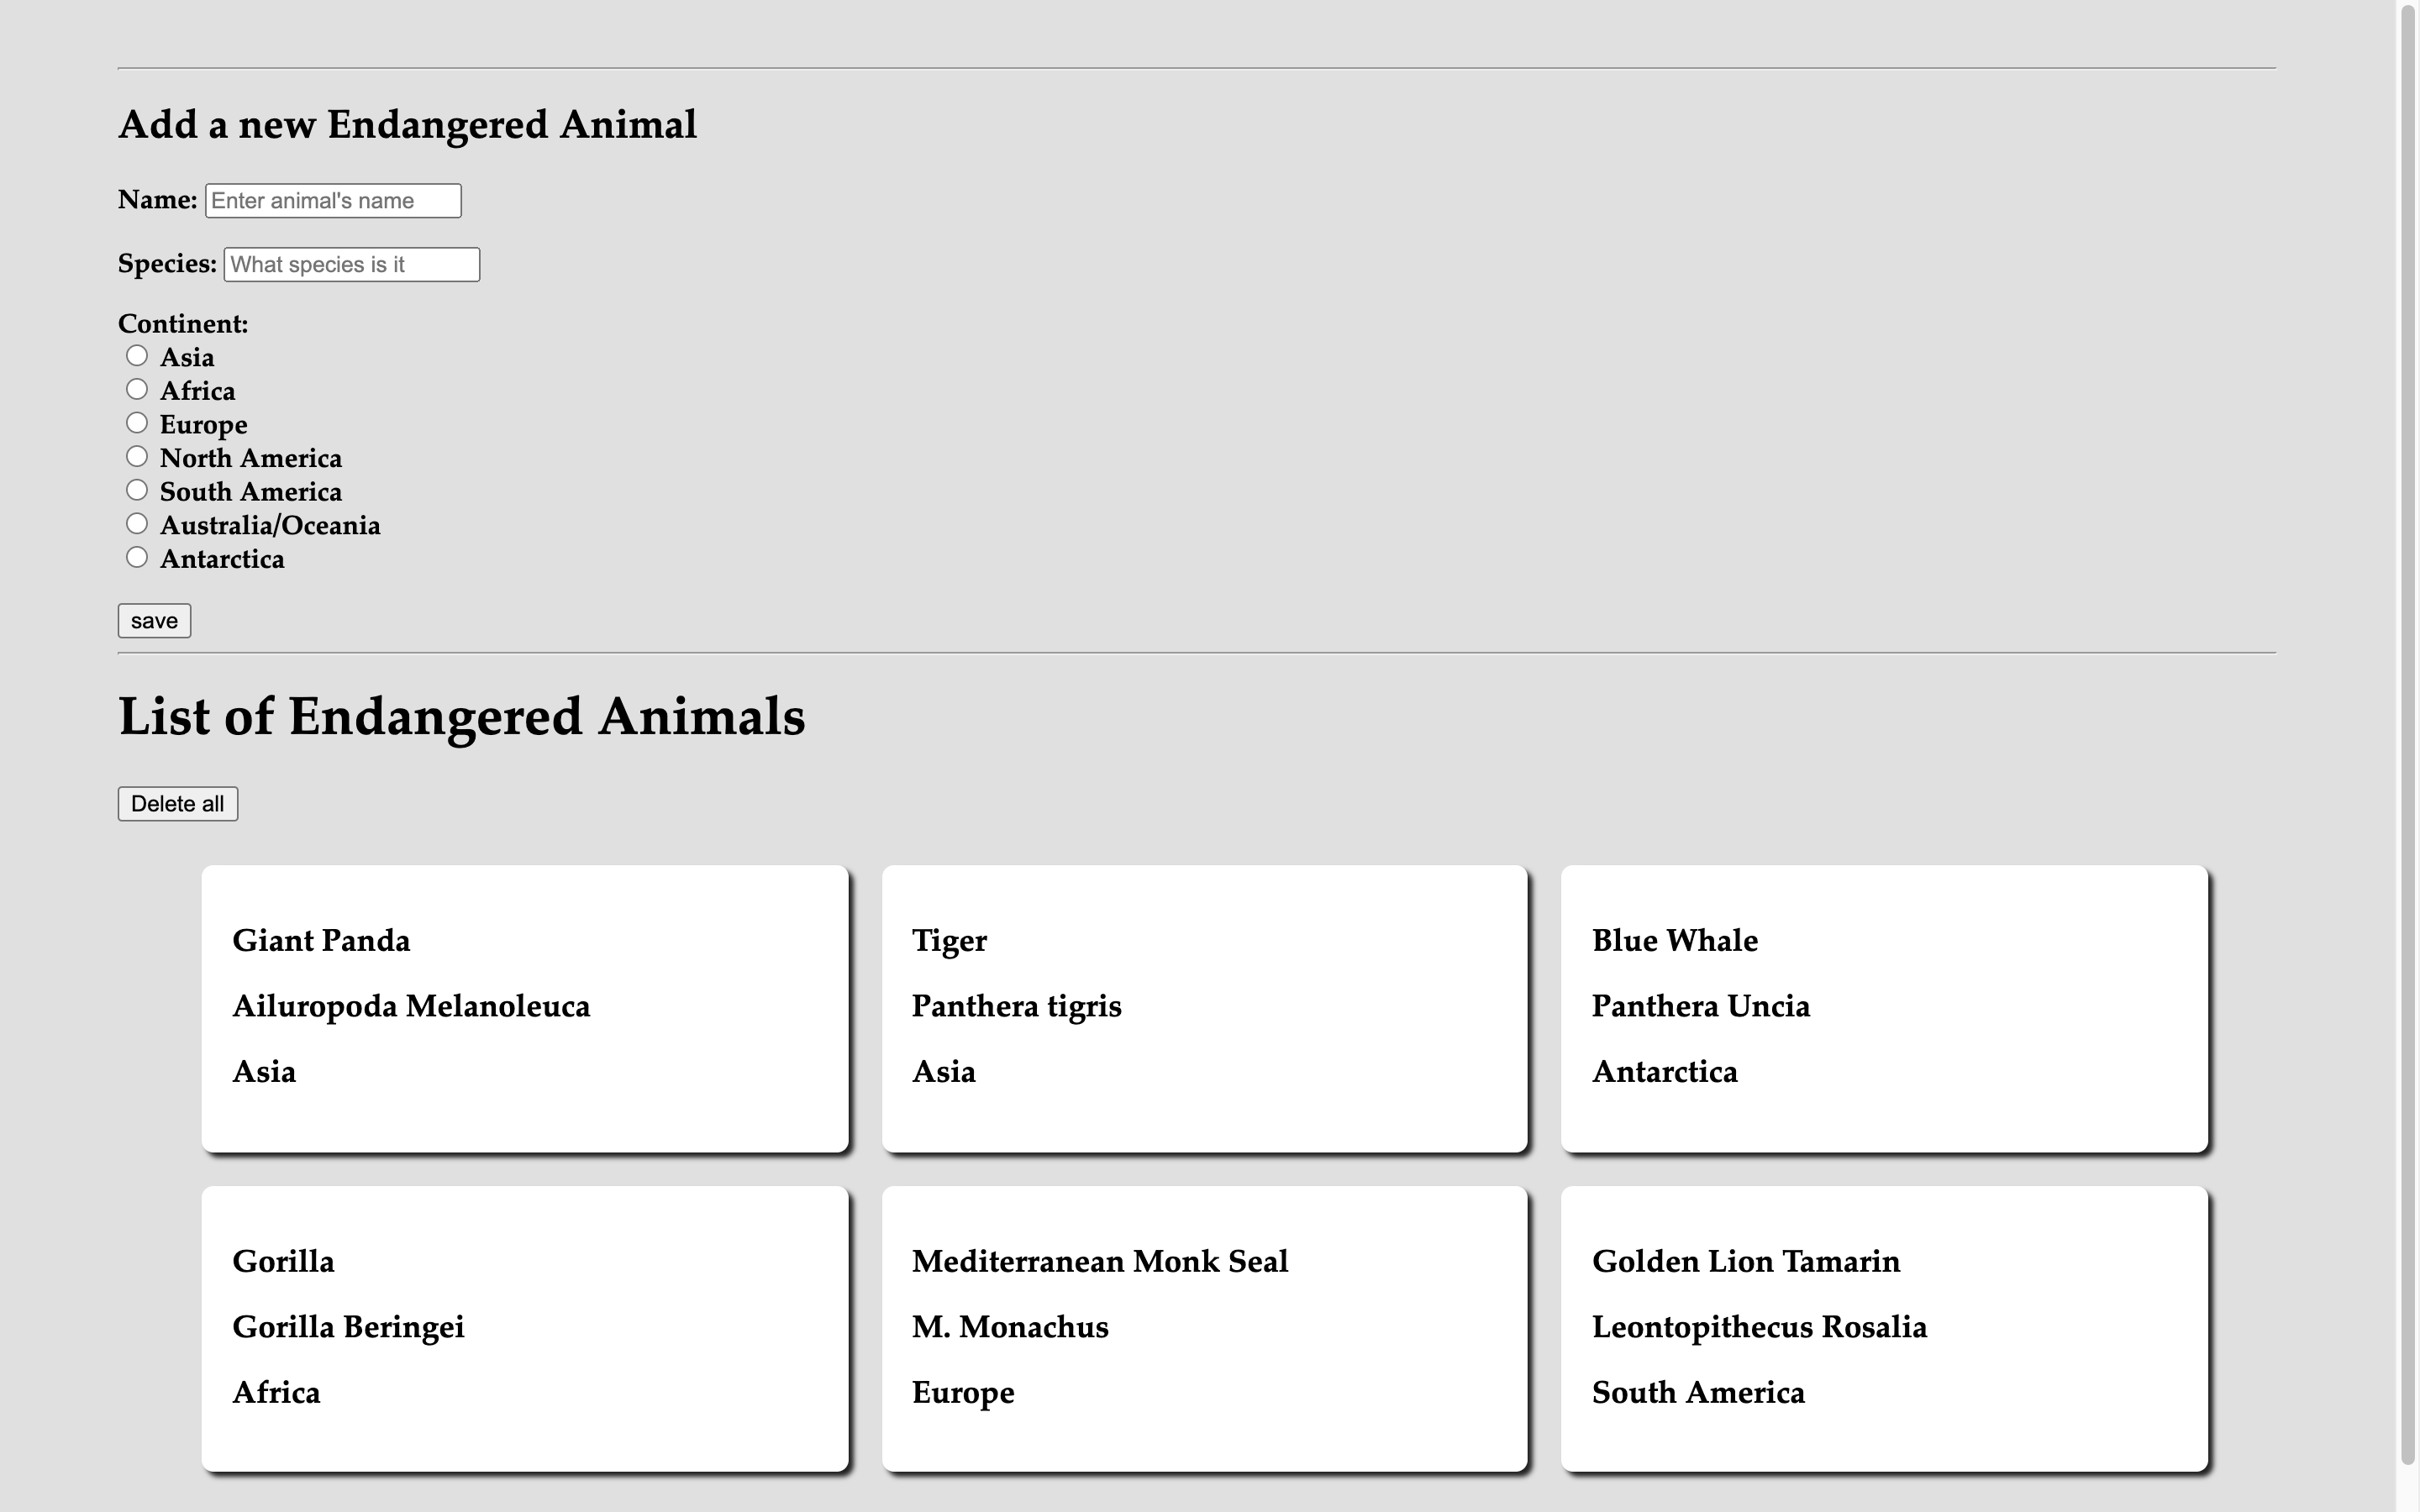 Add a new Endangered Animal
Name: Enter animal's name
Species: What species is it
Continent:
Asia
Africa
Europe
North America
South America
Australia/Oceania
Antarctica
save
List of Endangered Animals
Delete all
Giant Panda
Ailuropoda Melanoleuca
Asia
Tiger
Panthera tigris
Asia
Blue Whale
Panthera Uncia
Antarctica
Gorilla
Gorilla Beringei
Africa
Mediterranean Monk Seal
M. Monachus
Europe
Golden Lion Tamarin
Leontopithecus Rosalia
South America